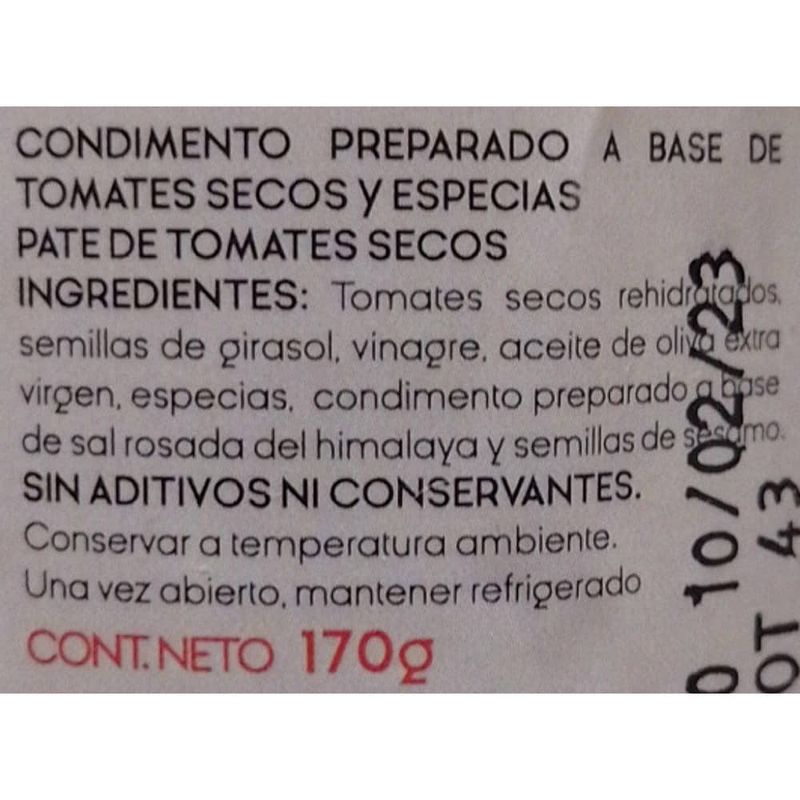 CONDIMENTO PREPARADO A BASE DE
TOMATES SECOS Y ESPECIAS
PATE DE TOMATES SECOS
INGREDIENTES: Tomates secos rehidratados,
semillas de girasol, vinagre, aceite de oliva extra
virgen, especias, condimento preparado a base
de sal rosada del himalaya y semillas de sésamo.
SIN ADITIVOS NI CONSERVANTES.
Conservar a temperatura ambiente.
Una vez abierto, mantener refrigerado
CONT. NETO 170g
10/02/23
OT 43